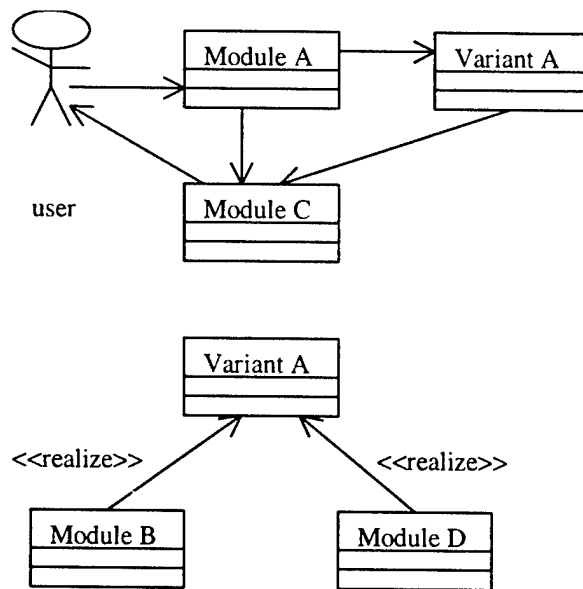 Module A
Variant A
user
Module C
Variant A
<<realize>>
<<realize>>
Module B
Module D